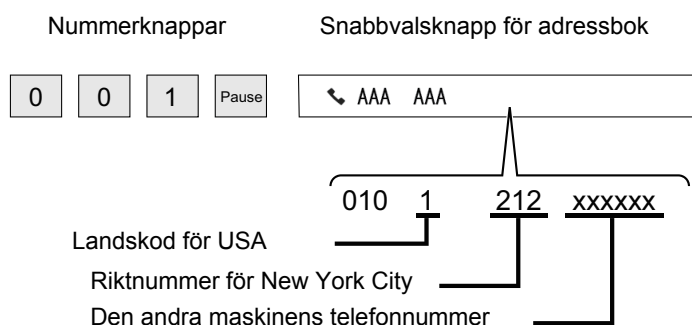 Nummerknappar Snabbvalsknapp för adressbok
0 0 1 Pause AAA AAA
010 1 212 xxxxxx
Landskod för USA
Riktnummer för New York City
Den andra maskinens telefonnummer